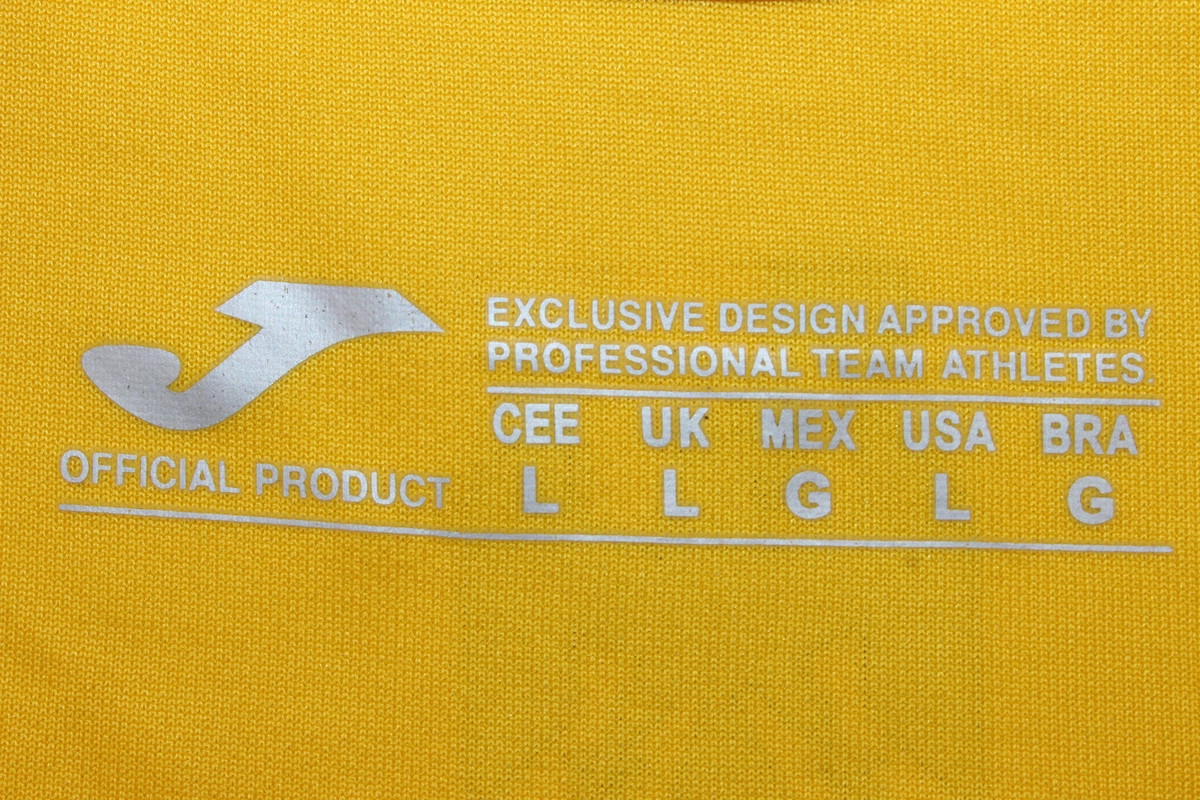 EXCLUSIVE DESIGN APPROVED BY
PROFESSIONAL TEAM ATHLETES.
CEE UK MEX USA BRA
L L G L G
OFFICIAL PRODUCT